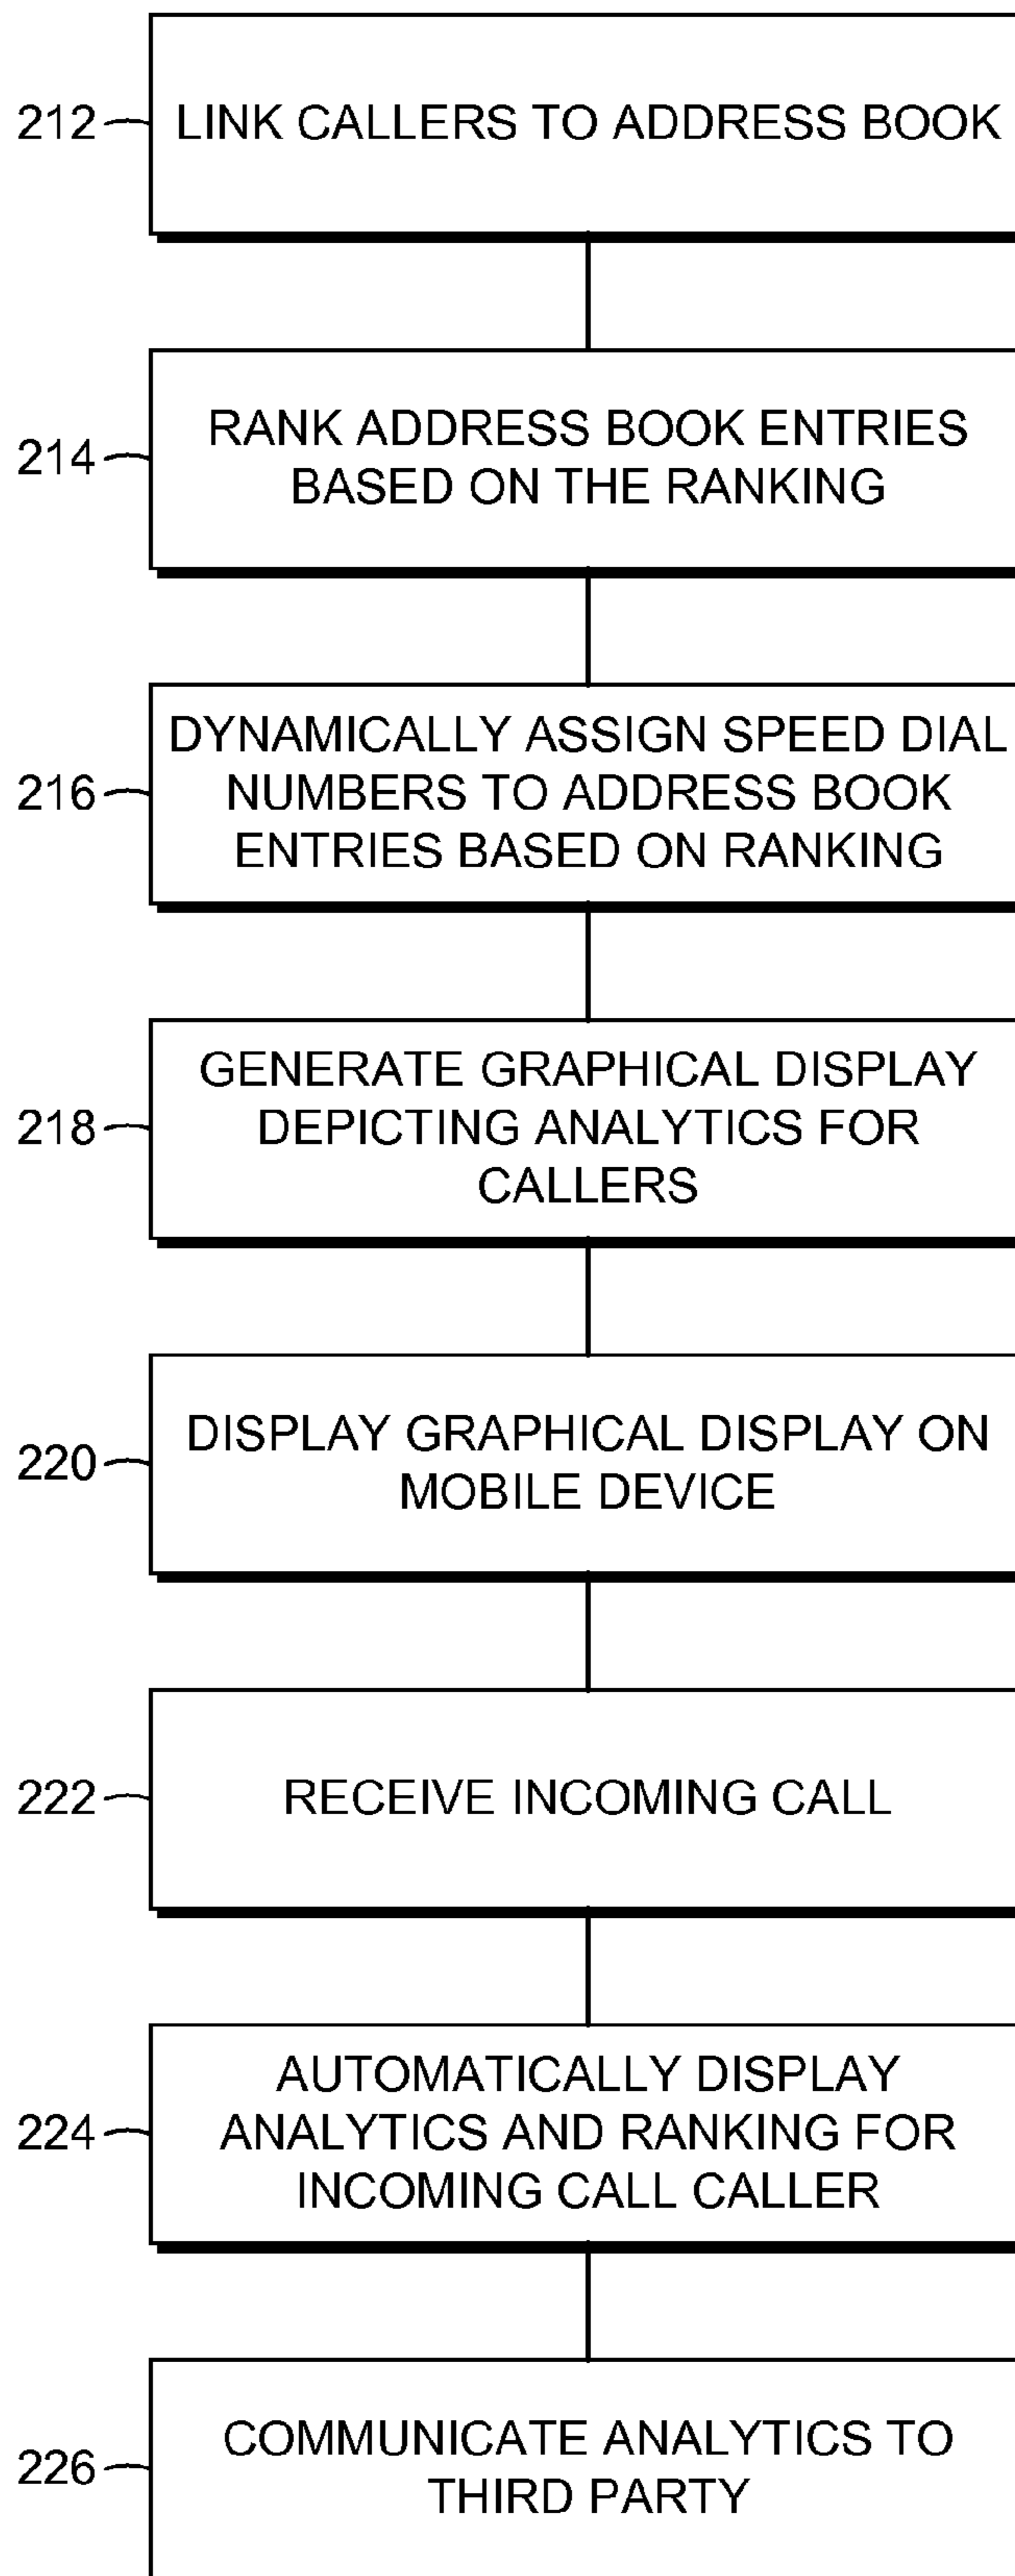 212
LINK CALLERS TO ADDRESS BOOK
214
RANK ADDRESS BOOK ENTRIES
BASED ON THE RANKING
216
DYNAMICALLY ASSIGN SPEED DIAL
NUMBERS TO ADDRESS BOOK
ENTRIES BASED ON RANKING
218
GENERATE GRAPHICAL DISPLAY
DEPICTING ANALYTICS FOR
CALLERS
220
DISPLAY GRAPHICAL DISPLAY ON
MOBILE DEVICE
222
RECEIVE INCOMING CALL
224
AUTOMATICALLY DISPLAY
ANALYTICS AND RANKING FOR
INCOMING CALL CALLER
226
COMMUNICATE ANALYTICS TO
THIRD PARTY